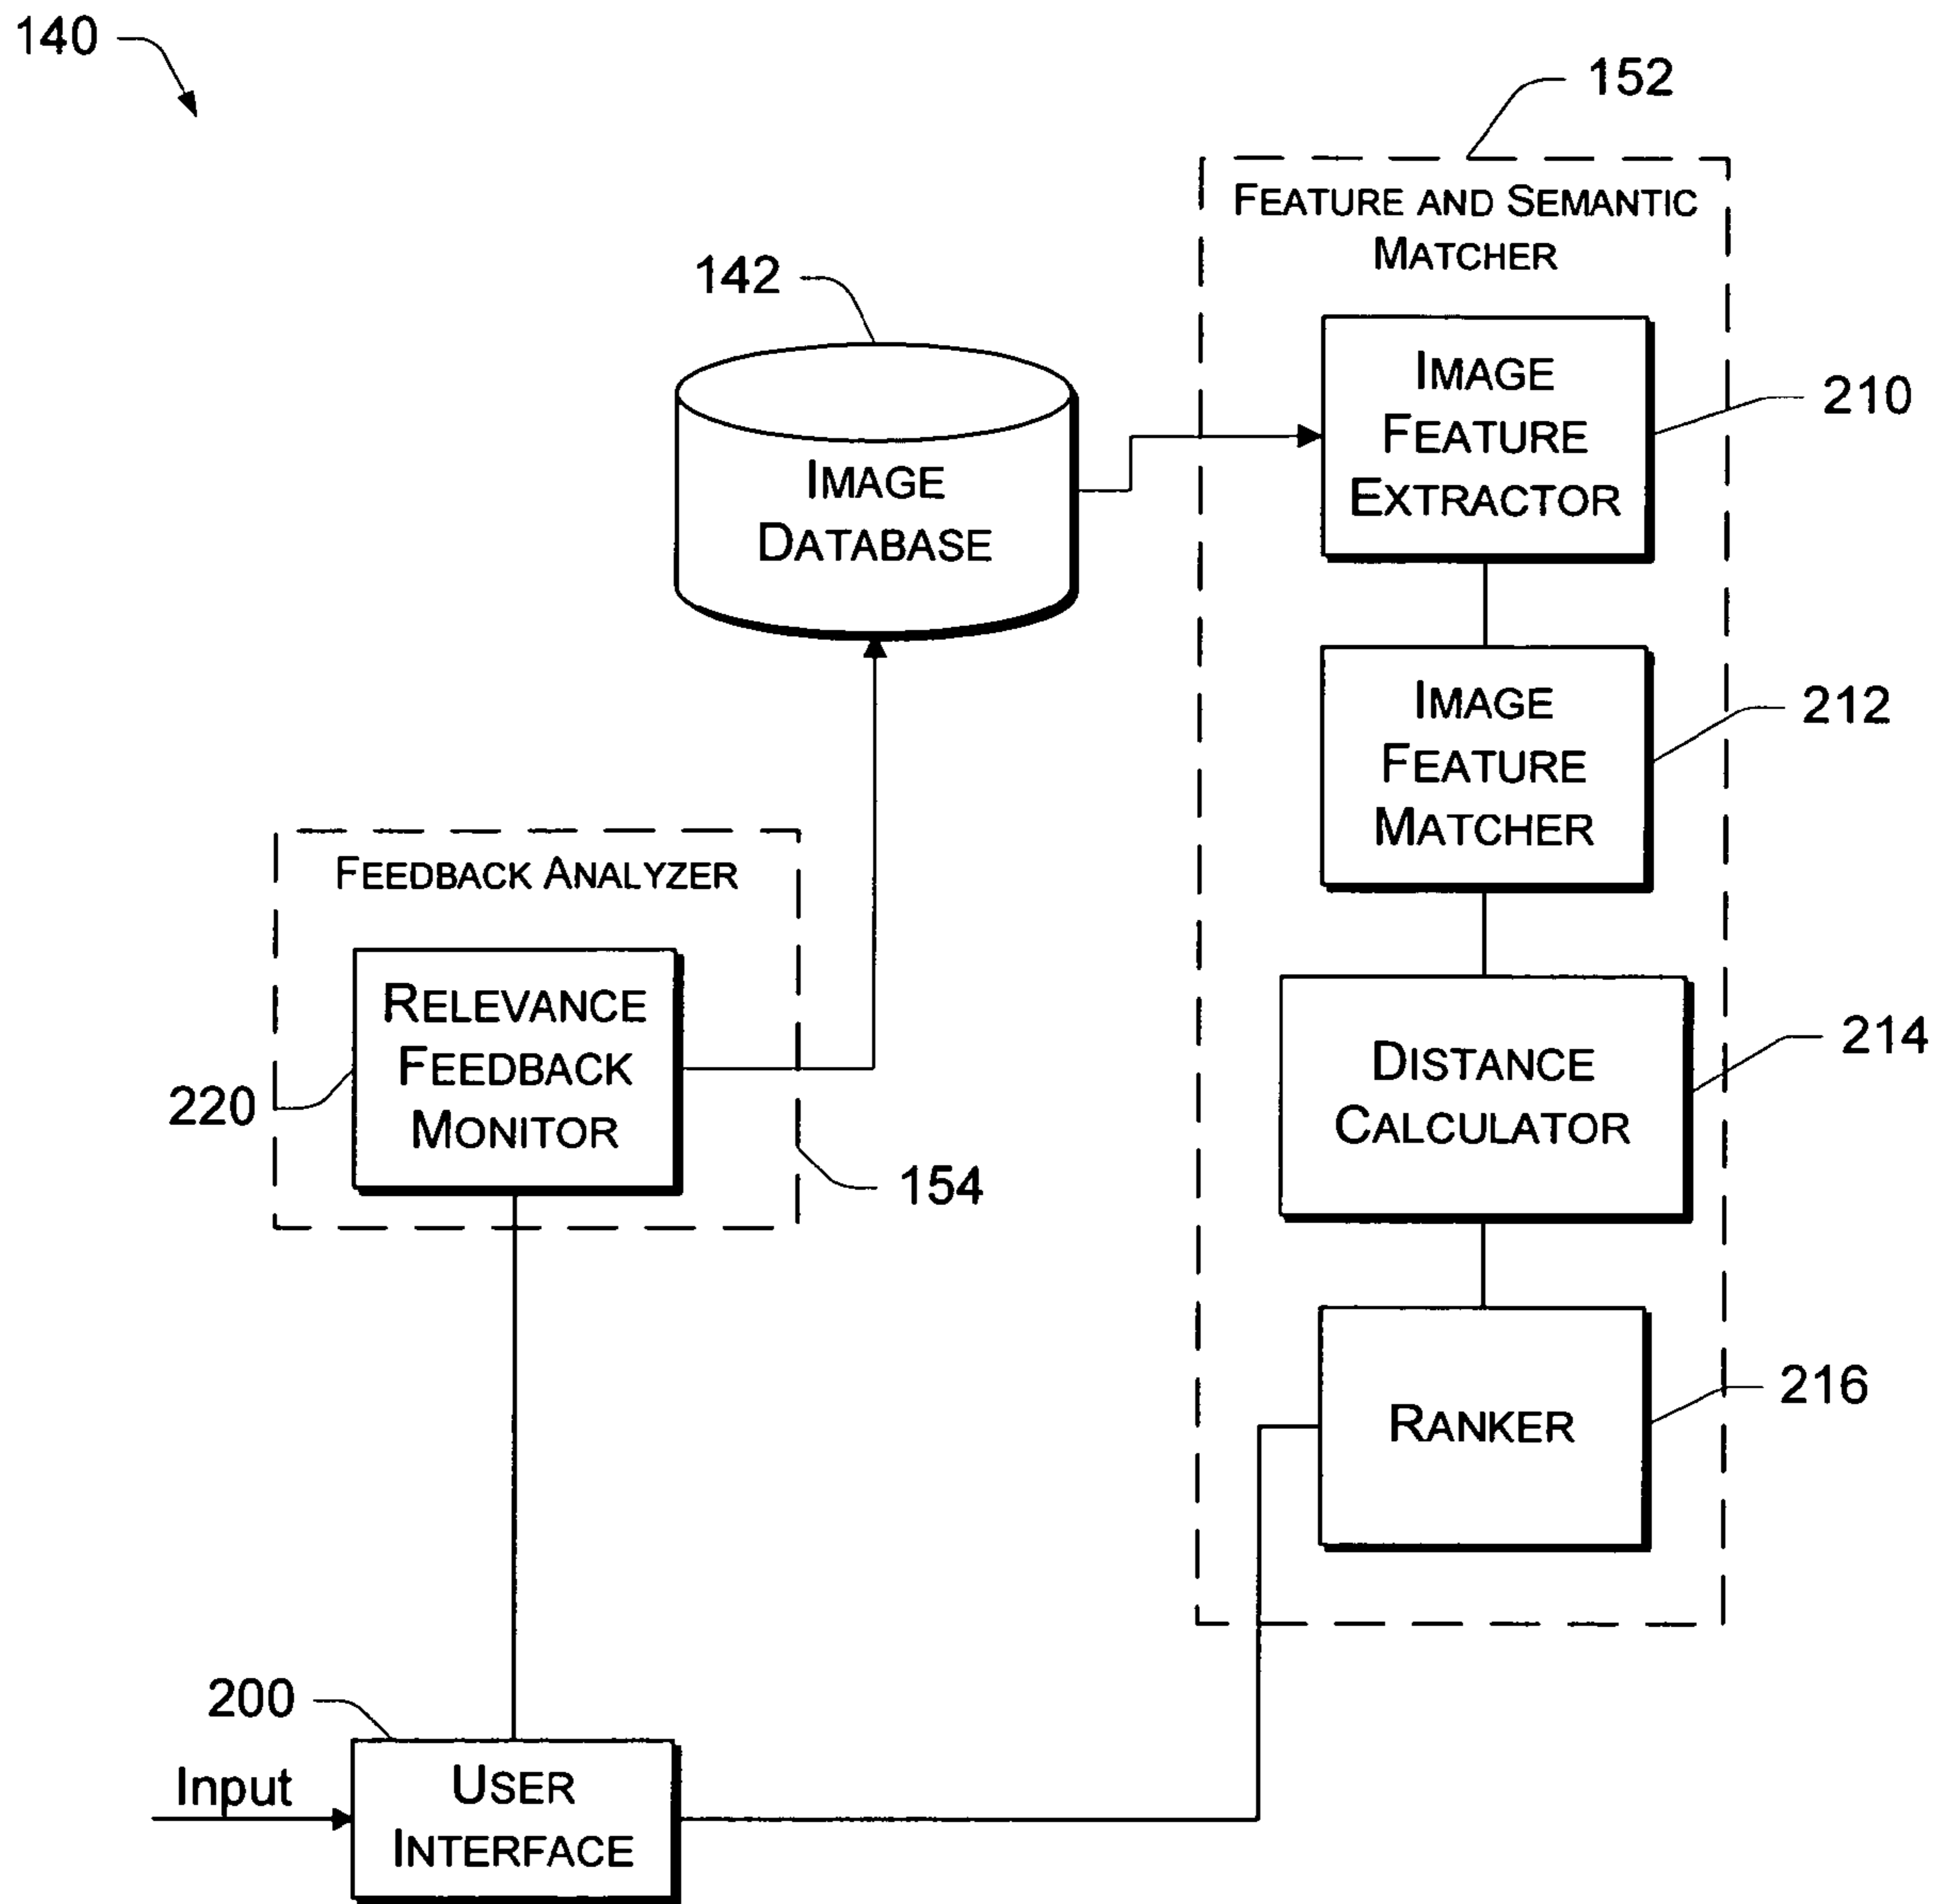 140
152
FEATURE AND SEMANTIC
MATCHER
142
IMAGE
FEATURE
EXTRACTOR
210
IMAGE
DATABASE
IMAGE
FEATURE
MATCHER
212
FEEDBACK ANALYZER
RELEVANCE
FEEDBACK
MONITOR
220
154
DISTANCE
CALCULATOR
214
RANKER
216
200
Input
USER
INTERFACE